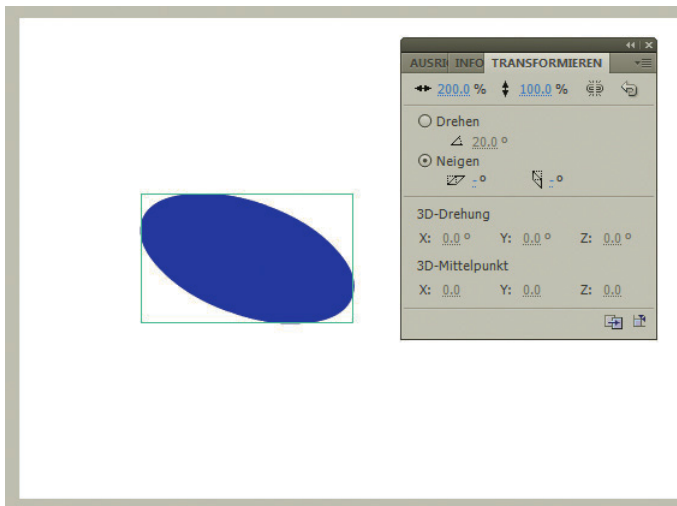 AUSRI INFO TRANSFORMIEREN
200.0 % 100.0 %
Drehen
20.0 °
Neigen
- ° - °
3D-Drehung
X: 0.0 ° Y: 0.0 ° Z: 0.0 °
3D-Mittelpunkt
X: 0.0 Y: 0.0 Z: 0.0